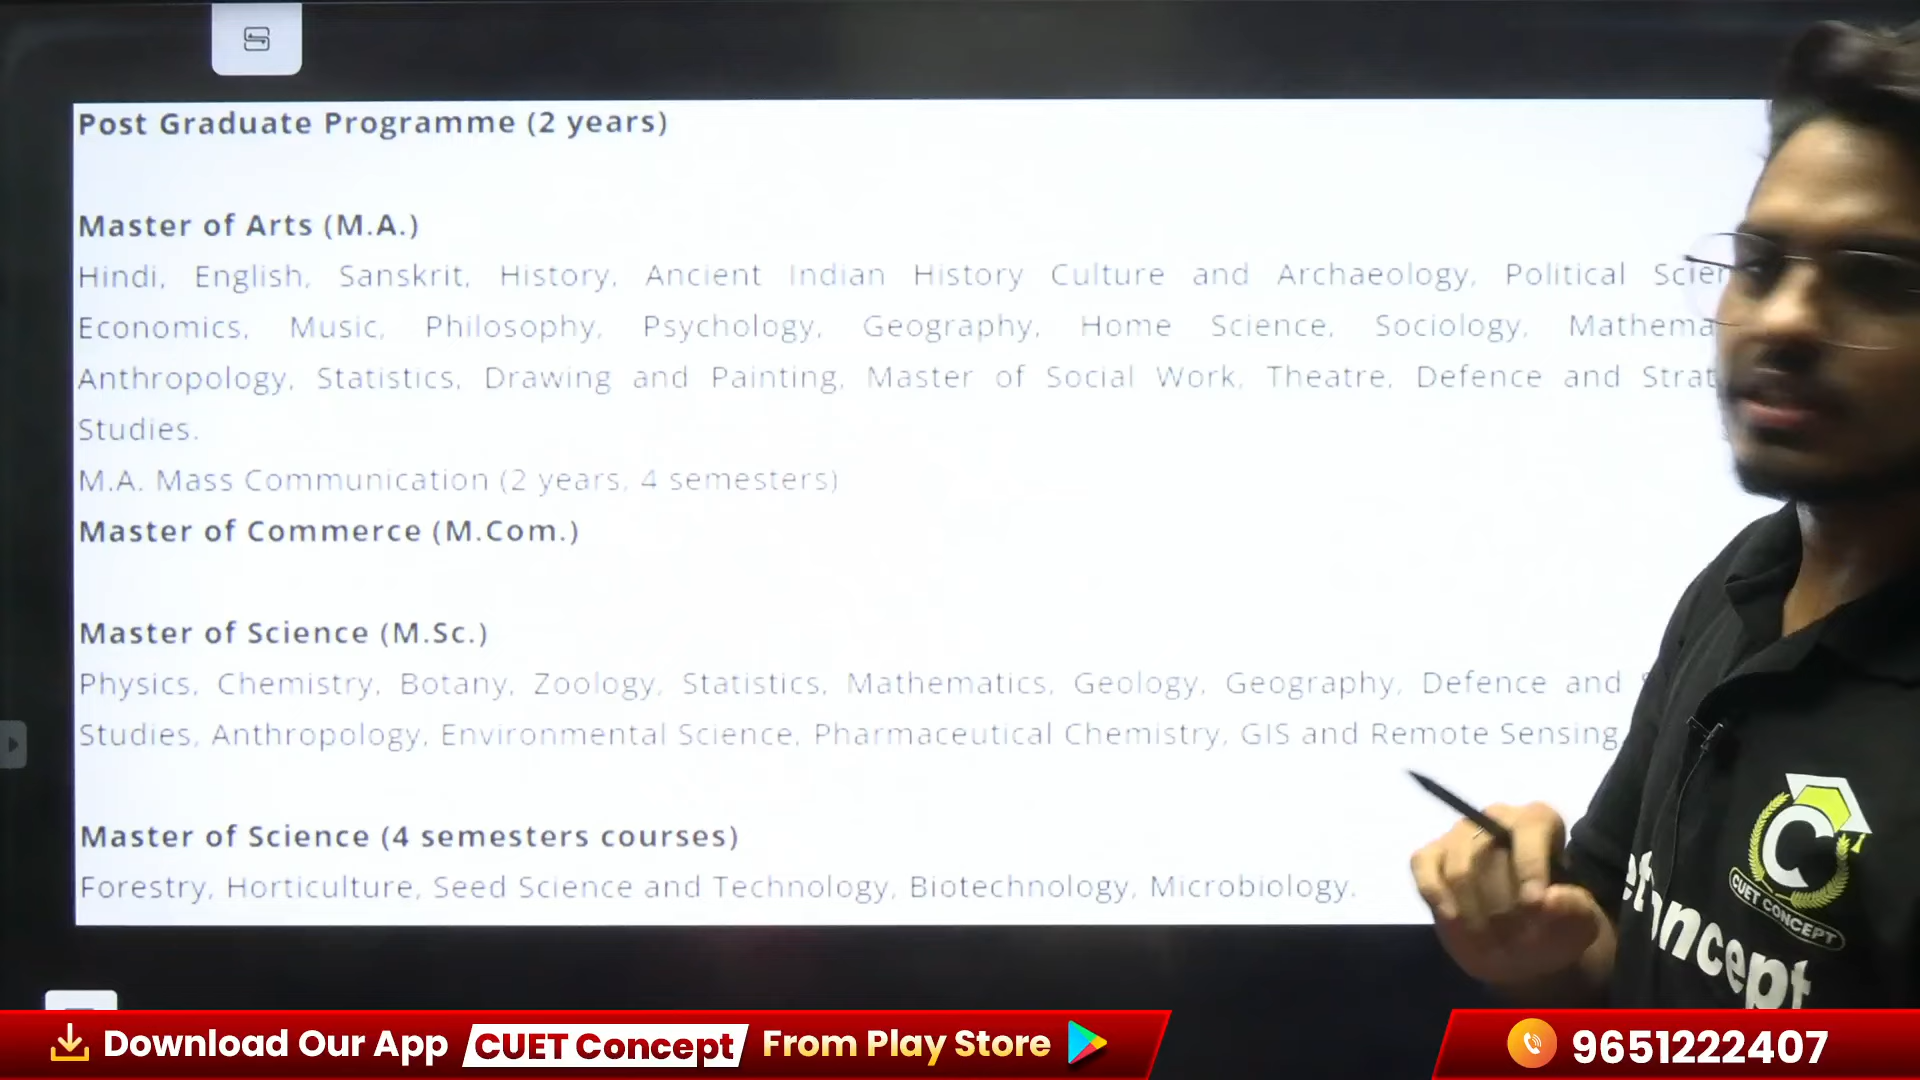 Post Graduate Programme (2 years)
Master of Arts (M.A.)
Hindi, English, Sanskrit, History, Ancient Indian History Culture and Archaeology, Political
Economics, Music, Philosophy, Psychology, Geography, Home Science, Sociology,
Anthropology, Statistics, Drawing and Painting, Master of Social Work, Theatre, Defence and
Studies.
M.A. Mass Communication (2 years, 4 semesters)
Master of Commerce (M.Com.)
Master of Science (M.Sc.)
Physics, Chemistry, Botany, Zoology, Statistics, Mathematics, Geology, Geography, Defence and
Studies, Anthropology, Environmental Science, Pharmaceutical Chemistry, GIS and Remote Sensing,
Master of Science (4 semesters courses)
Forestry, Horticulture, Seed Science and Technology, Biotechnology, Microbiology.
C
CUET CONCEPT
Download Our App CUET Concept From Play Store
9651222407